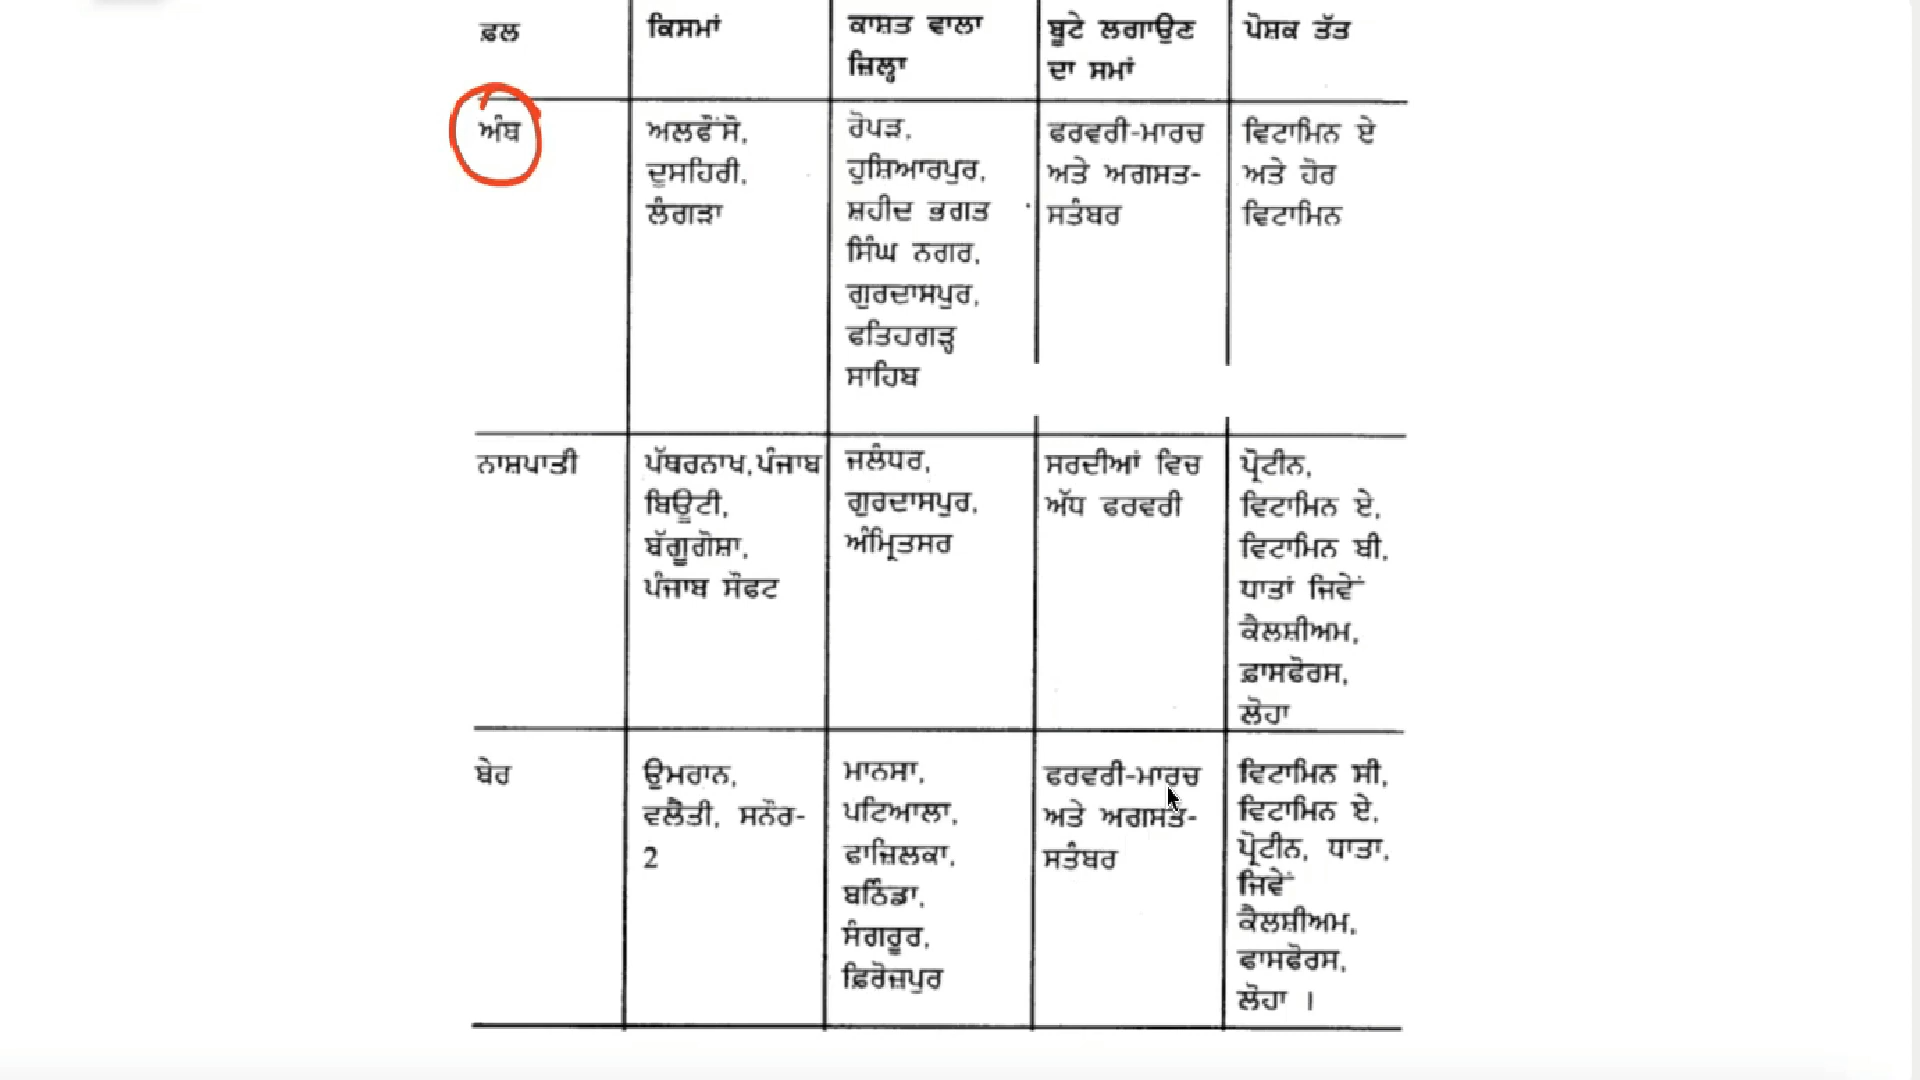 ਫ਼ਲ
ਕਿਸਮਾਂ
ਕਾਸ਼ਤ ਵਾਲਾ
ਜ਼ਿਲ੍ਹਾ
ਬੂਟੇ ਲਗਾਉਣ
ਦਾ ਸਮਾਂ
ਪੋਸ਼ਕ ਤੱਤ
ਅੰਬ
ਅਲਫੌਂਸੋ,
ਦੁਸਹਿਰੀ,
ਲੰਗੜਾ
ਰੋਪੜ,
ਹੁਸ਼ਿਆਰਪੁਰ,
ਸ਼ਹੀਦ ਭਗਤ
ਸਿੰਘ ਨਗਰ,
ਗੁਰਦਾਸਪੁਰ,
ਫਤਿਹਗੜ੍ਹ
ਸਾਹਿਬ
ਫਰਵਰੀ-ਮਾਰਚ
ਅਤੇ ਅਗਸਤ-
ਸਤੰਬਰ
ਵਿਟਾਮਿਨ ਏ
ਅਤੇ ਹੋਰ
ਵਿਟਾਮਿਨ
ਨਾਸ਼ਪਾਤੀ
ਪੱਥਰਨਾਖ,ਪੰਜਾਬ
ਬਿਊਟੀ,
ਬੱਗੂਗੋਸ਼ਾ,
ਪੰਜਾਬ ਸੌਫਟ
ਜਲੰਧਰ,
ਗੁਰਦਾਸਪੁਰ,
ਅੰਮ੍ਰਿਤਸਰ
ਸਰਦੀਆਂ ਵਿਚ
ਅੱਧ ਫਰਵਰੀ
ਪ੍ਰੋਟੀਨ,
ਵਿਟਾਮਿਨ ਏ,
ਵਿਟਾਮਿਨ ਬੀ,
ਧਾਤਾਂ ਜਿਵੇਂ
ਕੈਲਸ਼ੀਅਮ,
ਫ਼ਾਸਫੋਰਸ,
ਲੋਹਾ
ਬੇਰ
ਉਮਰਾਨ,
ਵਲੈਤੀ, ਸਨੌਰ-
2
ਮਾਨਸਾ,
ਪਟਿਆਲਾ,
ਫਾਜ਼ਿਲਕਾ,
ਬਠਿੰਡਾ,
ਸੰਗਰੂਰ,
ਫ਼ਿਰੋਜ਼ਪੁਰ
ਫਰਵਰੀ-ਮਾਰਚ
ਅਤੇ ਅਗਸਤ-
ਸਤੰਬਰ
ਵਿਟਾਮਿਨ ਸੀ,
ਵਿਟਾਮਿਨ ਏ,
ਪ੍ਰੋਟੀਨ, ਧਾਤਾ,
ਜਿਵੇਂ
ਕੈਲਸ਼ੀਅਮ,
ਫਾਸਫੋਰਸ,
ਲੋਹਾ ।